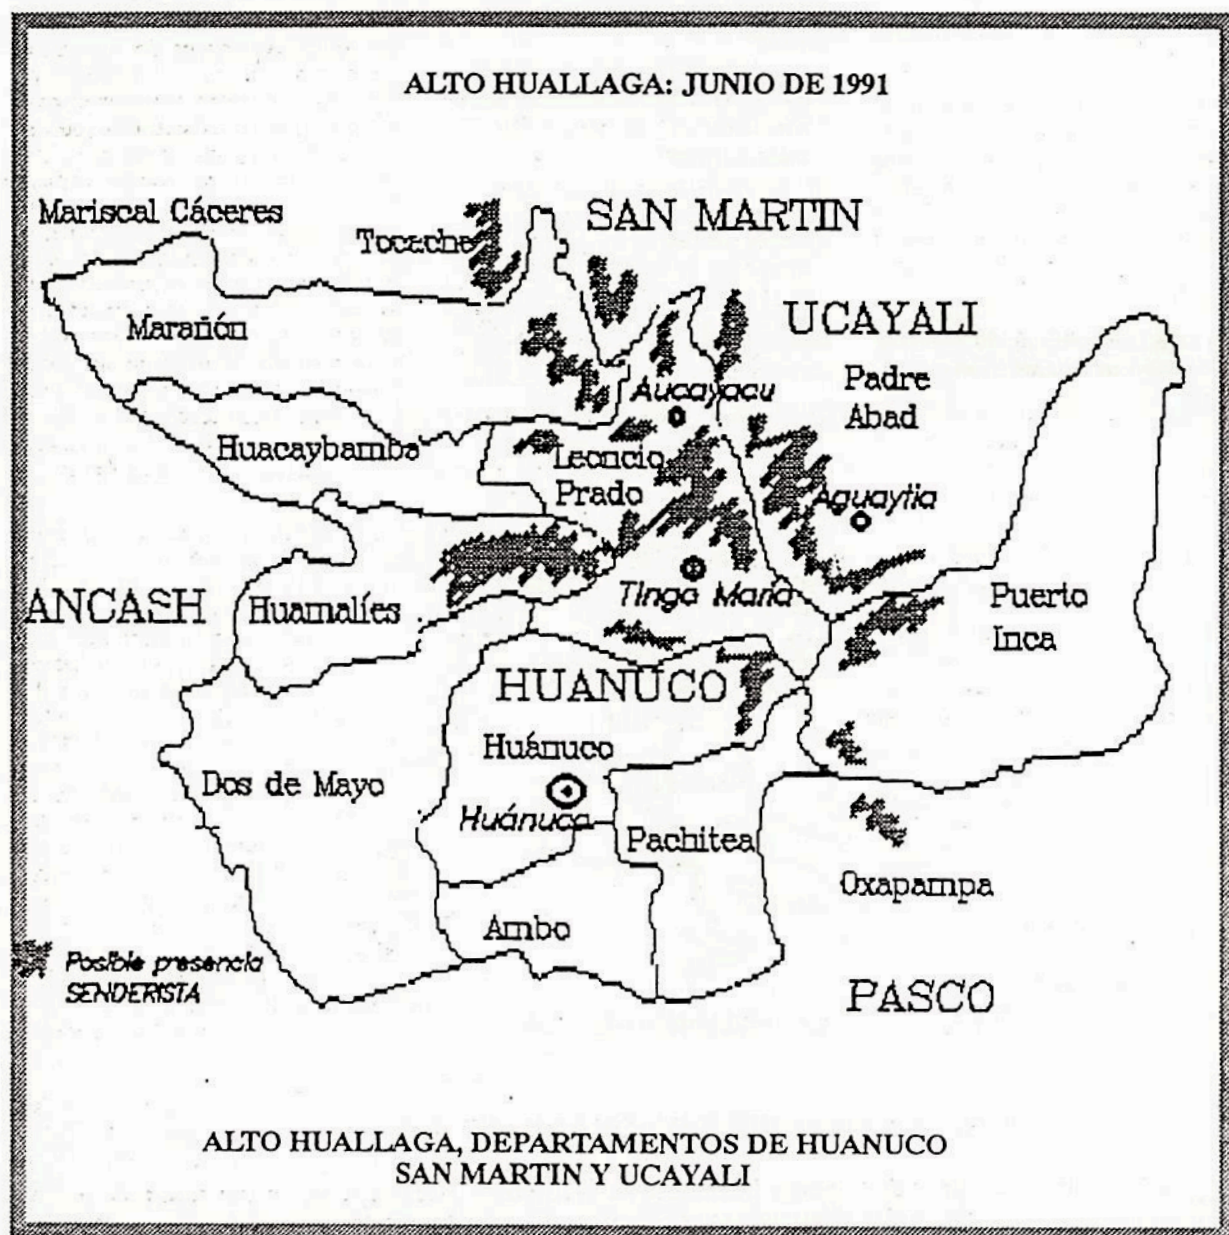 ALTO HUALLAGA: JUNIO DE 1991
Mariscal Cáceres
Tocache
SAN MARTIN
UCAYALI
Marañón
Padre
Abad
Aucayacu
Huacaybamba
Leoncio
Prado
Aguaytia
ANCASH
Huamalíes
Tingo Maria
Puerto
Inca
HUANUCO
Huánuco
Dos de Mayo
Huánuco
Pachitea
Oxapampa
Ambo
Posible presencia
SENDERISTA
PASCO
ALTO HUALLAGA, DEPARTAMENTOS DE HUANUCO
SAN MARTIN Y UCAYALI